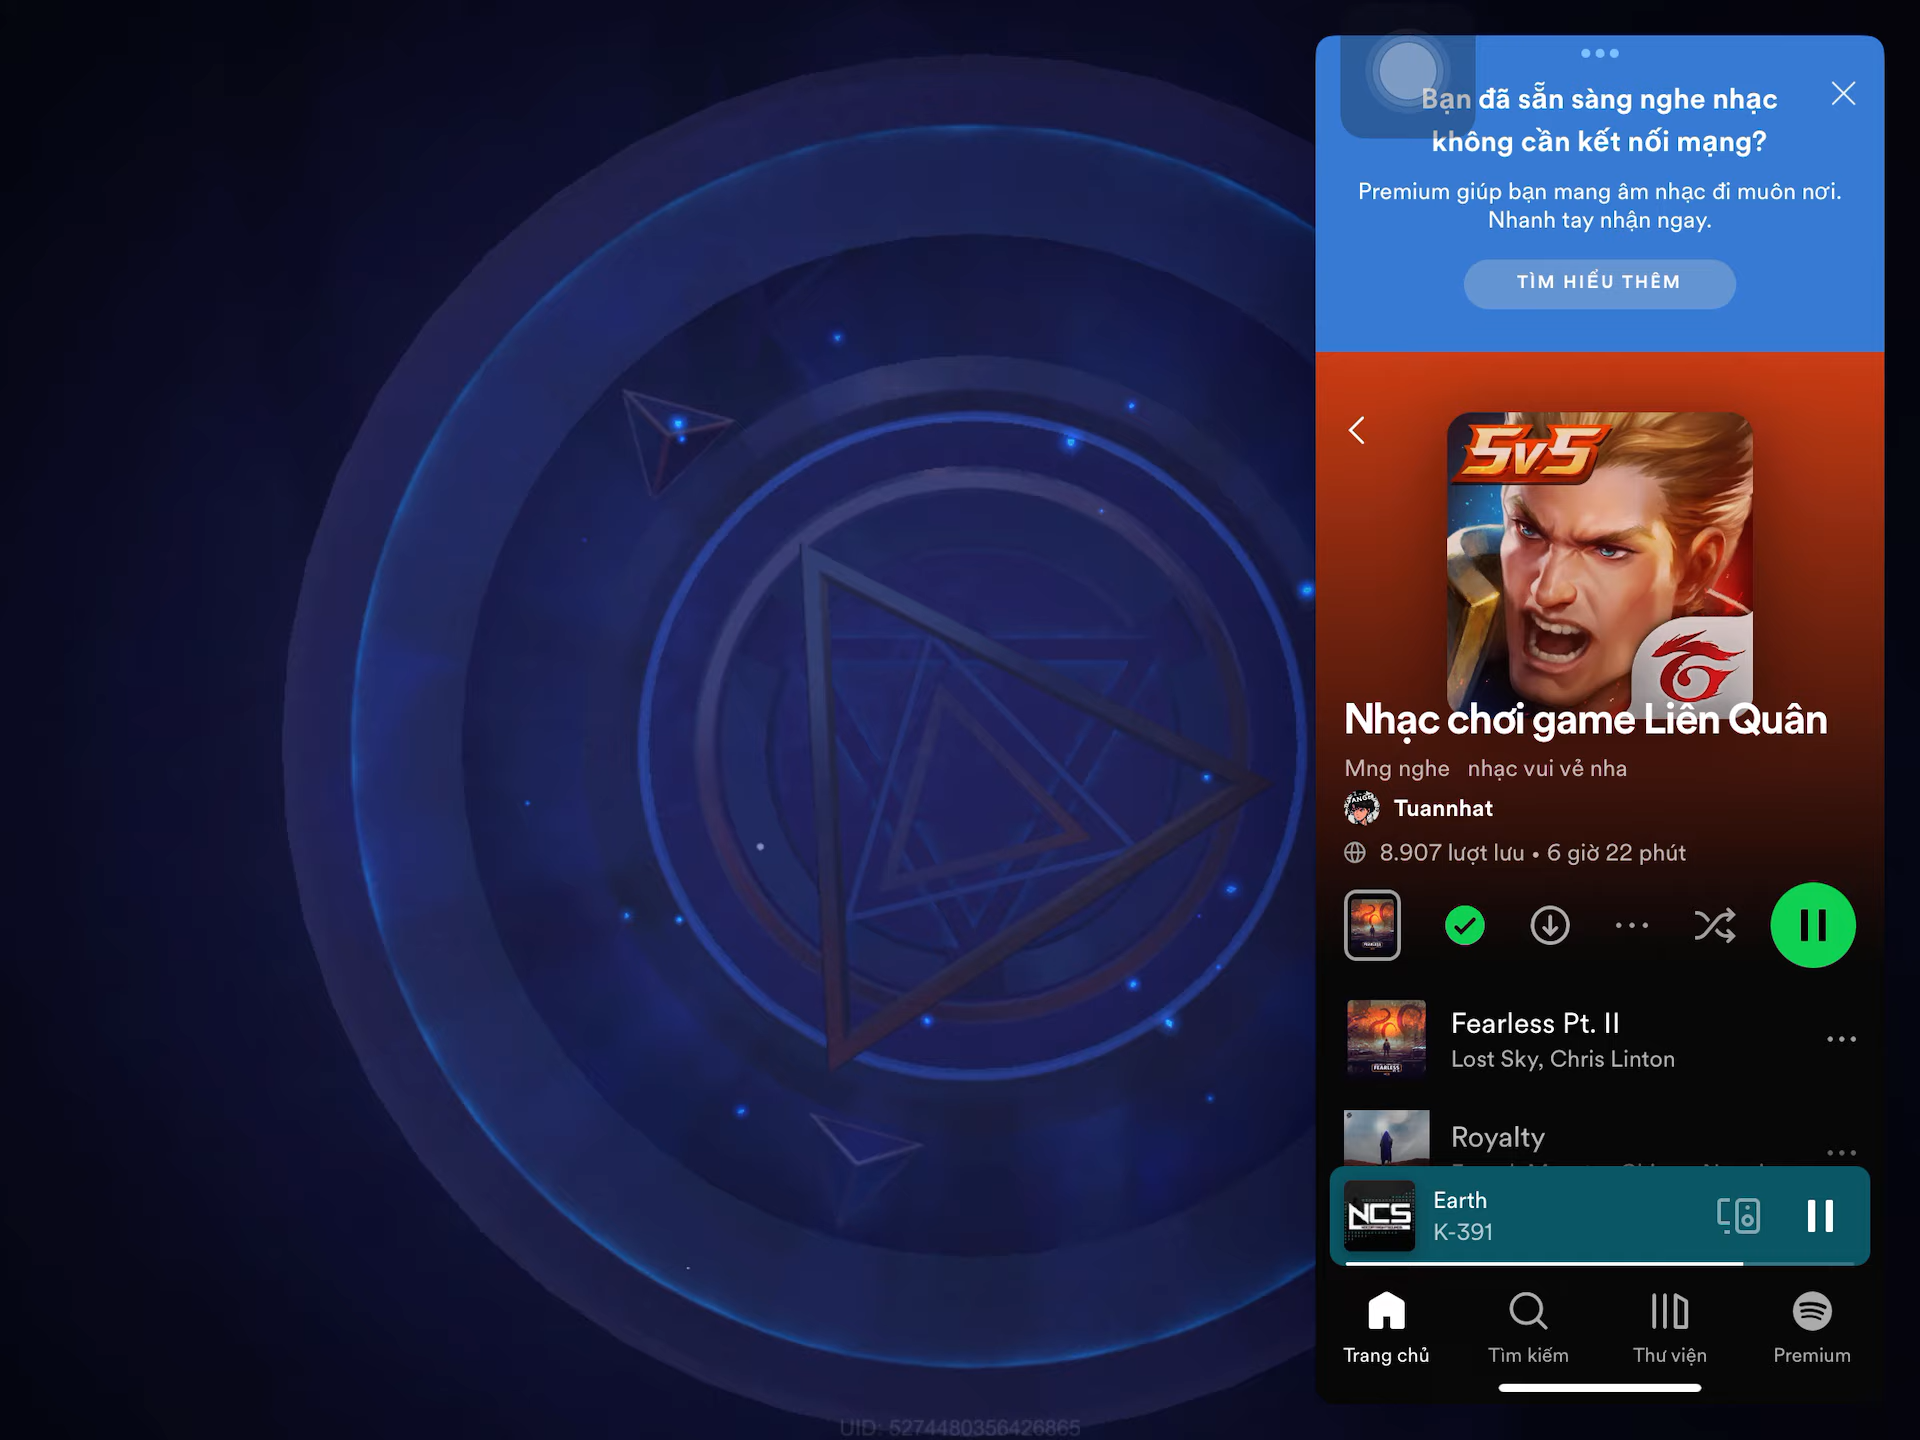 Bạn đã sẵn sàng nghe nhạc
không cần kết nối mạng?
Premium giúp bạn mang âm nhạc đi muôn nơi.
Nhanh tay nhận ngay.
TÌM HIỂU THÊM
5v5
Nhạc chơi game Liên Quân
Mng nghe nhạc vui vẻ nha
Tuannhat
8.907 lượt lưu • 6 giờ 22 phút
Fearless Pt. II
Lost Sky, Chris Linton
FEARLESS
Royalty
NCS
Earth
K-391
Trang chủ
Tìm kiếm
Thư viện
Premium
UID: 5274480356426865